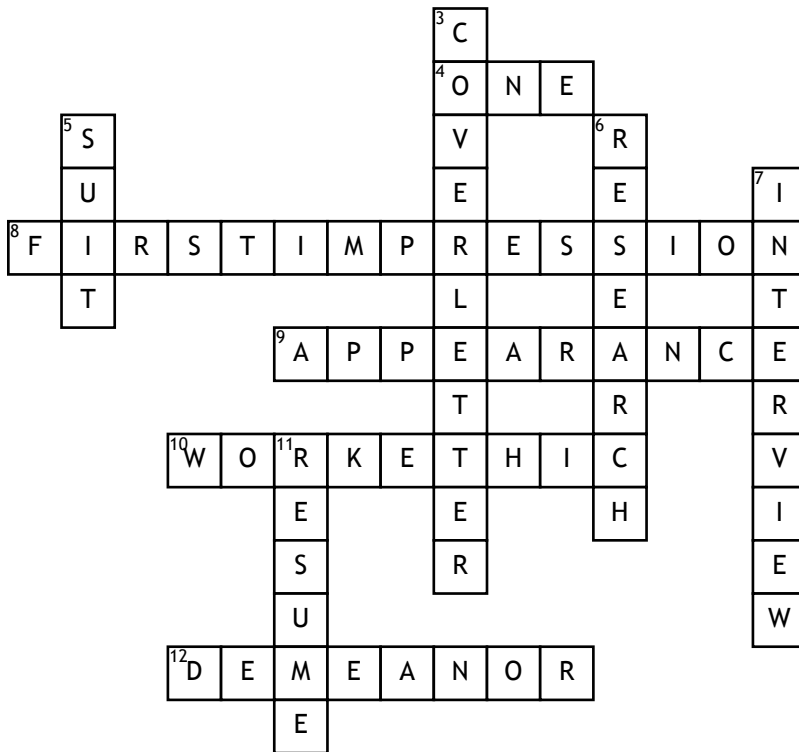 3 C
4 O N E
5 S V 6 R
U E E 7 I
8 F I R S T I M P R E S S I O N
T L E T
9 A P P E A R A N C E
T R R
10 W O 11 R K E T H I C V
E E H I
S R E
U W
12 D E M E A N O R
E